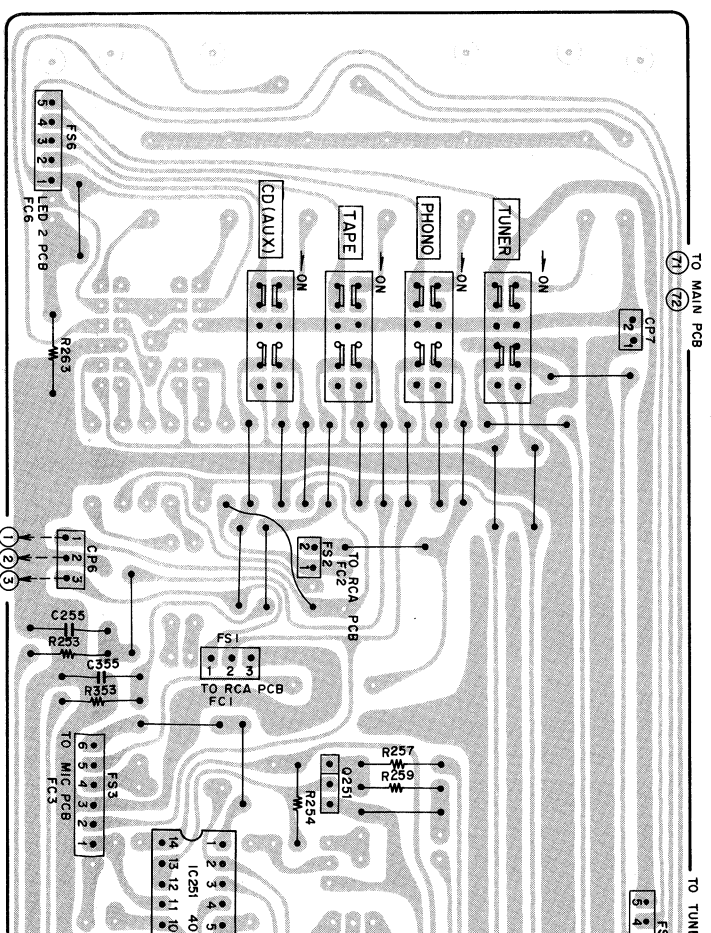 5
4
3
2
1
FS6
LED 2 PCB
FC6
CD(AUX)
TAPE
PHONO
TUNER
ON
ON
ON
ON
TO MAIN PCB
71
72
CP7
2
1
R263
1
2
3
1
2
3
CP6
2
1
FS2
FC2
TO RCA PCB
C255
R253
C355
R353
FS1
1 2 3
TO RCA PCB
FC1
6
5
4
3
2
1
FS3
TO MIC PCB
FC3
R257
R259
Q251
R254
14
13
12
11
10
IC251 40
1
2
3
4
5
TO TUN
5
4
FS